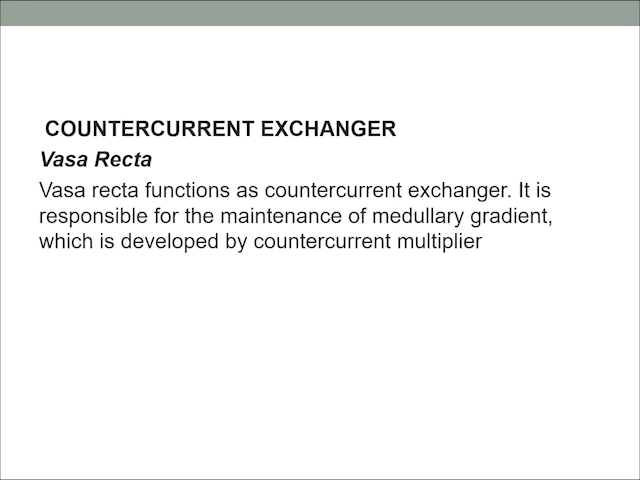 COUNTERCURRENT EXCHANGER
Vasa Recta
Vasa recta functions as countercurrent exchanger. It is
responsible for the maintenance of medullary gradient,
which is developed by countercurrent multiplier